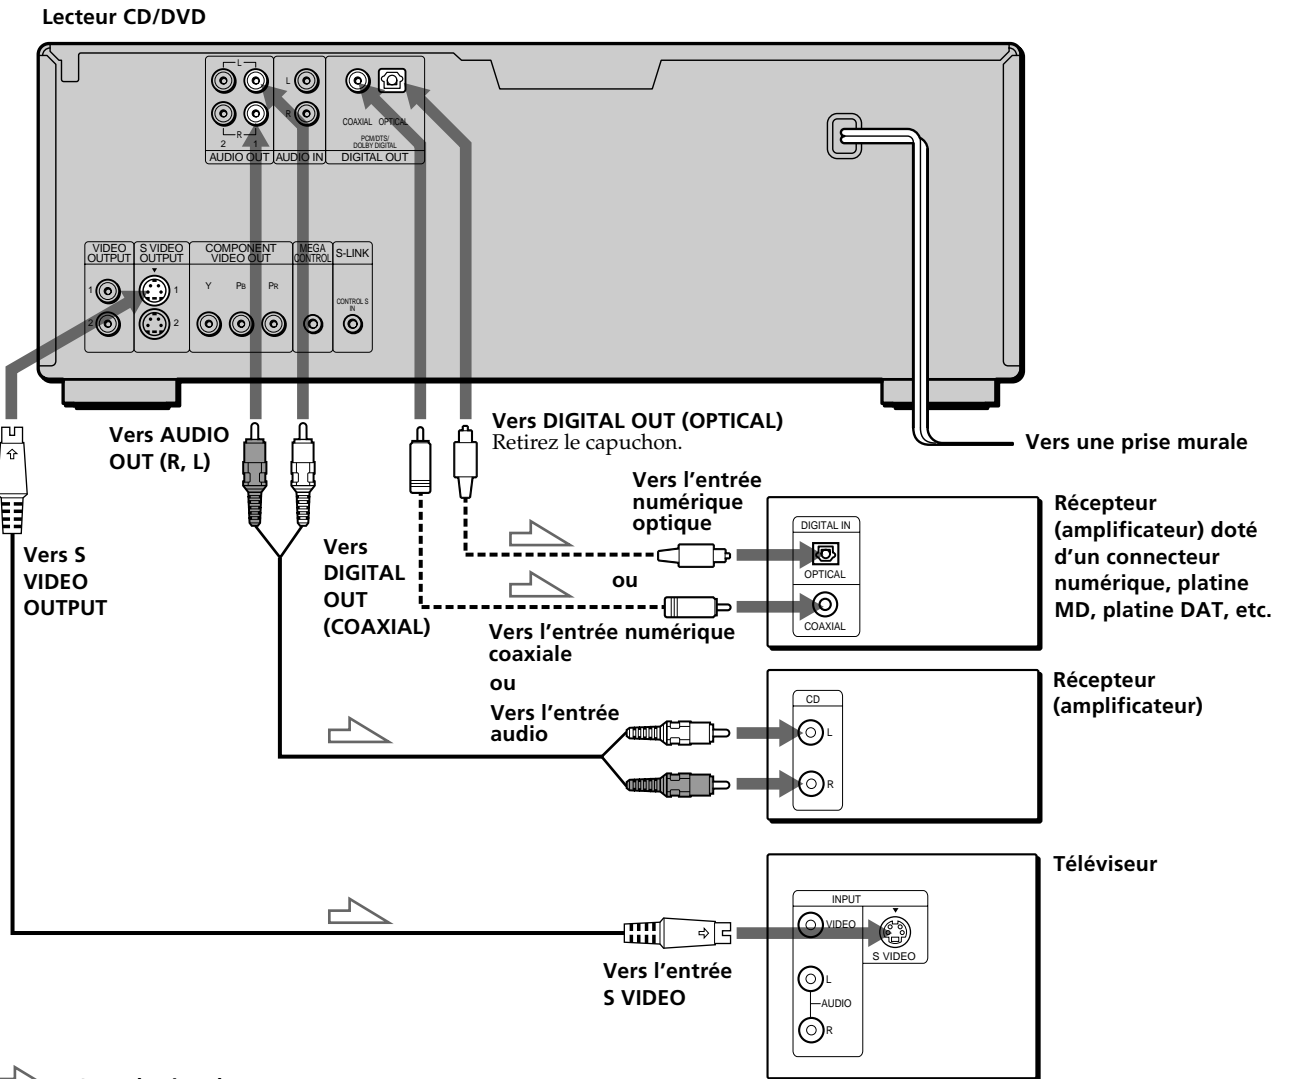 Lecteur CD/DVD
L
L
COAXIAL OPTICAL
R
R
2 1
PCM/DTS/
DOLBY DIGITAL
AUDIO OUT
AUDIO IN
DIGITAL OUT
VIDEO
OUTPUT
S VIDEO
OUTPUT
COMPONENT
VIDEO OUT
MEGA
CONTROL
S-LINK
1
1
Y
PB
PR
CONTROL S
IN
2
2
Vers AUDIO
OUT (R, L)
Vers DIGITAL OUT (OPTICAL)
Retirez le capuchon.
Vers une prise murale
Vers S
VIDEO
OUTPUT
Vers
DIGITAL
OUT
(COAXIAL)
Vers l’entrée
numérique
optique
ou
Vers l’entrée numérique
coaxiale
ou
Vers l’entrée
audio
DIGITAL IN
OPTICAL
COAXIAL
Récepteur
(amplificateur) doté
d’un connecteur
numérique, platine
MD, platine DAT, etc.
CD
L
R
Récepteur
(amplificateur)
Téléviseur
INPUT
VIDEO
S VIDEO
L
AUDIO
R
Vers l’entrée
S VIDEO